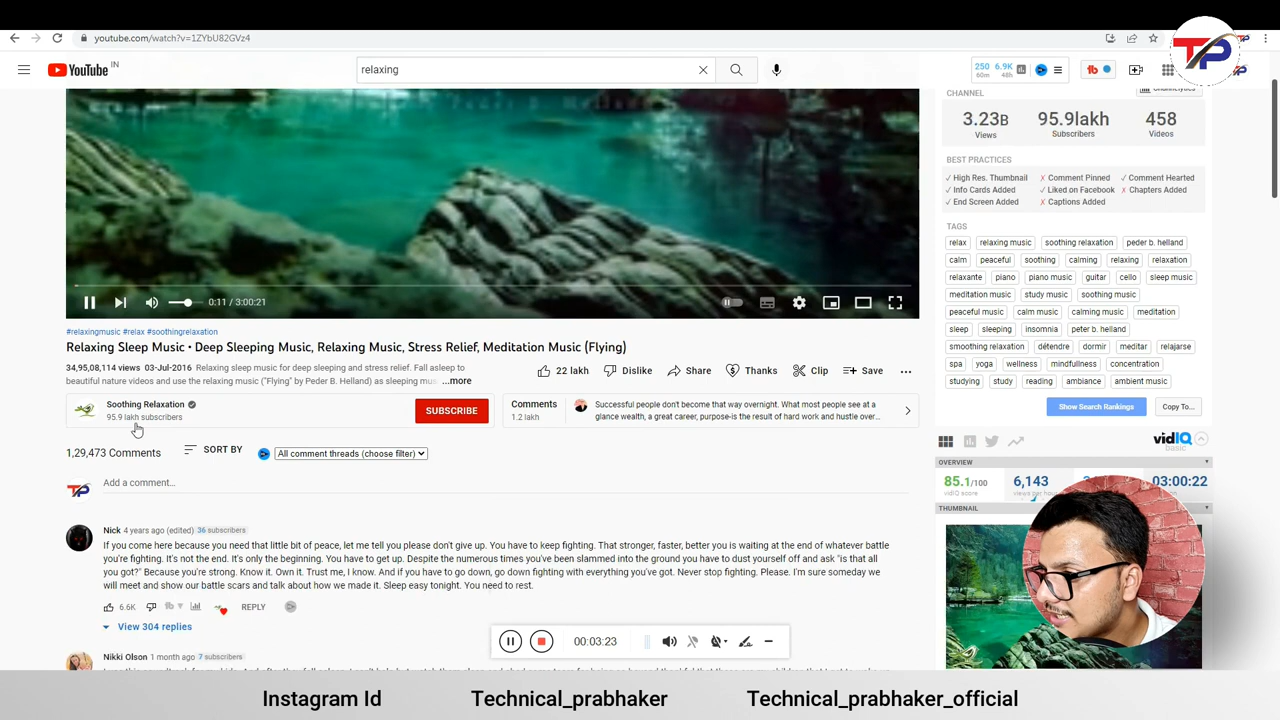 youtube.com/watch?v=1ZYbU82GVz4
TP
YouTube IN
relaxing
250 6.9K
60m 48h
tb
CHANNEL
3.23B 95.9lakh 458
Views Subscribers Videos
BEST PRACTICES
✓ High Res. Thumbnail ✗ Comment Pinned ✓ Comment Hearted
✓ Info Cards Added ✓ Liked on Facebook ✗ Chapters Added
✓ End Screen Added ✗ Captions Added
TAGS
relax relaxing music soothing relaxation peder b. helland
calm peaceful soothing calming relaxing relaxation
relaxante piano piano music guitar cello sleep music
meditation music study music soothing music
peaceful music calm music calming music meditation
sleep sleeping insomnia peder b. helland
smoothing relaxation détendre dormir meditar relajarse
spa yoga wellness mindfullness concentration
studying study reading ambiance ambient music
Show Search Rankings Copy To...
0:11 / 3:00:21
#relaxingmusic #relax #soothingrelaxation
Relaxing Sleep Music • Deep Sleeping Music, Relaxing Music, Stress Relief, Meditation Music (Flying)
34,95,08,114 views 03-Jul-2016 Relaxing sleep music for deep sleeping and stress relief. Fall asleep to
beautiful nature videos and use the relaxing music ("Flying" by Peder B. Helland) as sleeping mus ...more
22 lakh Dislike Share Thanks Clip Save
Soothing Relaxation
95.9 lakh subscribers
SUBSCRIBE
Comments
1.2 lakh
Successful people don't become that way overnight. What most people see at a
glance wealth, a great career, purpose-is the result of hard work and hustle over...
1,29,473 Comments SORT BY All comment threads (choose filter)
TP
Add a comment...
vidIQ
basic
OVERVIEW
85.1/100 6,143 03:00:22
vidIQ score
THUMBNAIL
Nick 4 years ago (edited) 36 subscribers
If you come here because you need that little bit of peace, let me tell you please don't give up. You have to keep fighting. That stronger, faster, better you is waiting at the end of whatever battle
you're fighting. It's not the end. It's only the beginning. You have to get up. Despite the numerous times you've been slammed into the ground you have to dust yourself off and ask "is that all
you got?" Because you're strong. Know it. Own it. Trust me, I know. And if you have to go down, go down fighting with everything you've got. Never stop fighting. Please. I'm sure someday we
will meet and show our battle scars and talk about how we made it. Sleep easy tonight. You need to rest.
6.6K REPLY
View 304 replies
00:03:23
Nikki Olson 1 month ago 7 subscribers
Instagram Id Technical_prabhaker Technical_prabhaker_official